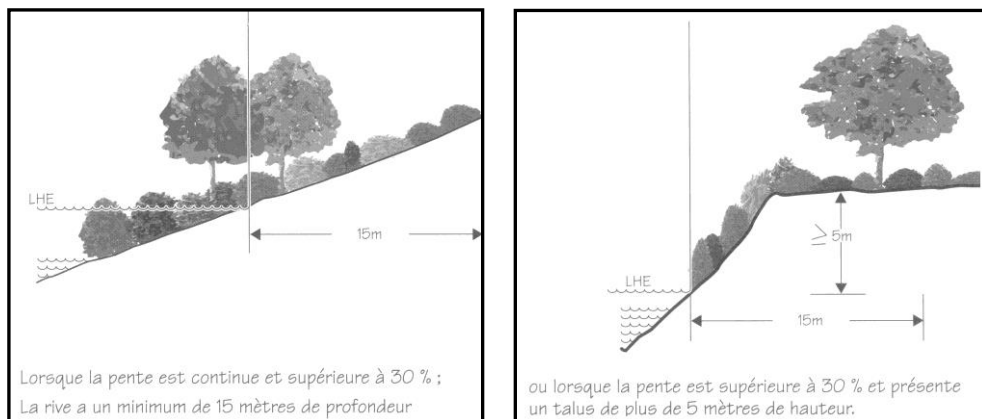 LHE
15m
Lorsque la pente est continue et supérieure à 30 % ;
La rive a un minimum de 15 mètres de profondeur
≥ 5m
LHE
15m
ou lorsque la pente est supérieure à 30 % et présente
un talus de plus de 5 mètres de hauteur.